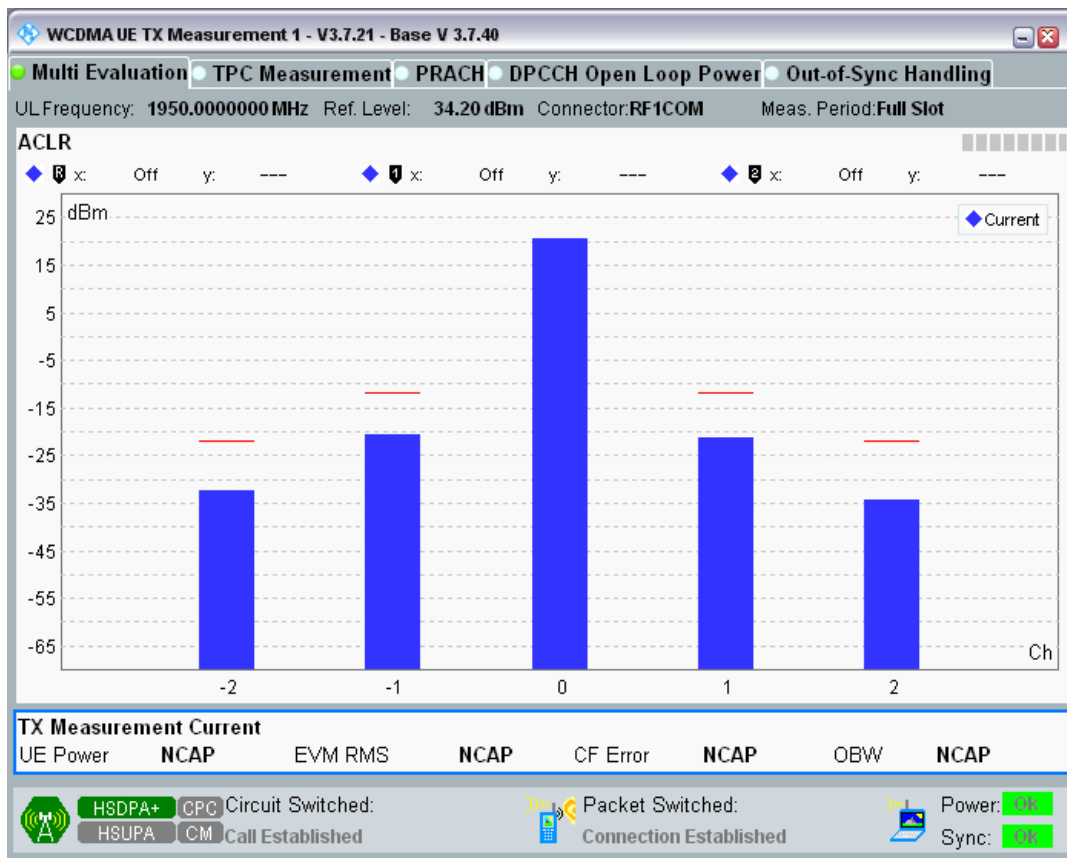 WCDMA UE TX Measurement 1 - V3.7.21 - Base V 3.7.40
Multi Evaluation TPC Measurement PRACH DPCCH Open Loop Power Out-of-Sync Handling
UL Frequency: 1950.0000000 MHz Ref. Level: 34.20 dBm Connector:RF1COM Meas. Period:Full Slot
ACLR
R x: Off y: --- 1 x: Off y: --- 2 x: Off y: ---
dBm
Current
25
15
5
-5
-15
-25
-35
-45
-55
-65
Ch
-2 -1 0 1 2
TX Measurement Current
UE Power NCAP EVM RMS NCAP CF Error NCAP OBW NCAP
HSDPA+ CPC Circuit Switched: Packet Switched: Power: Ok
HSUPA CM Call Established Connection Established Sync: Ok